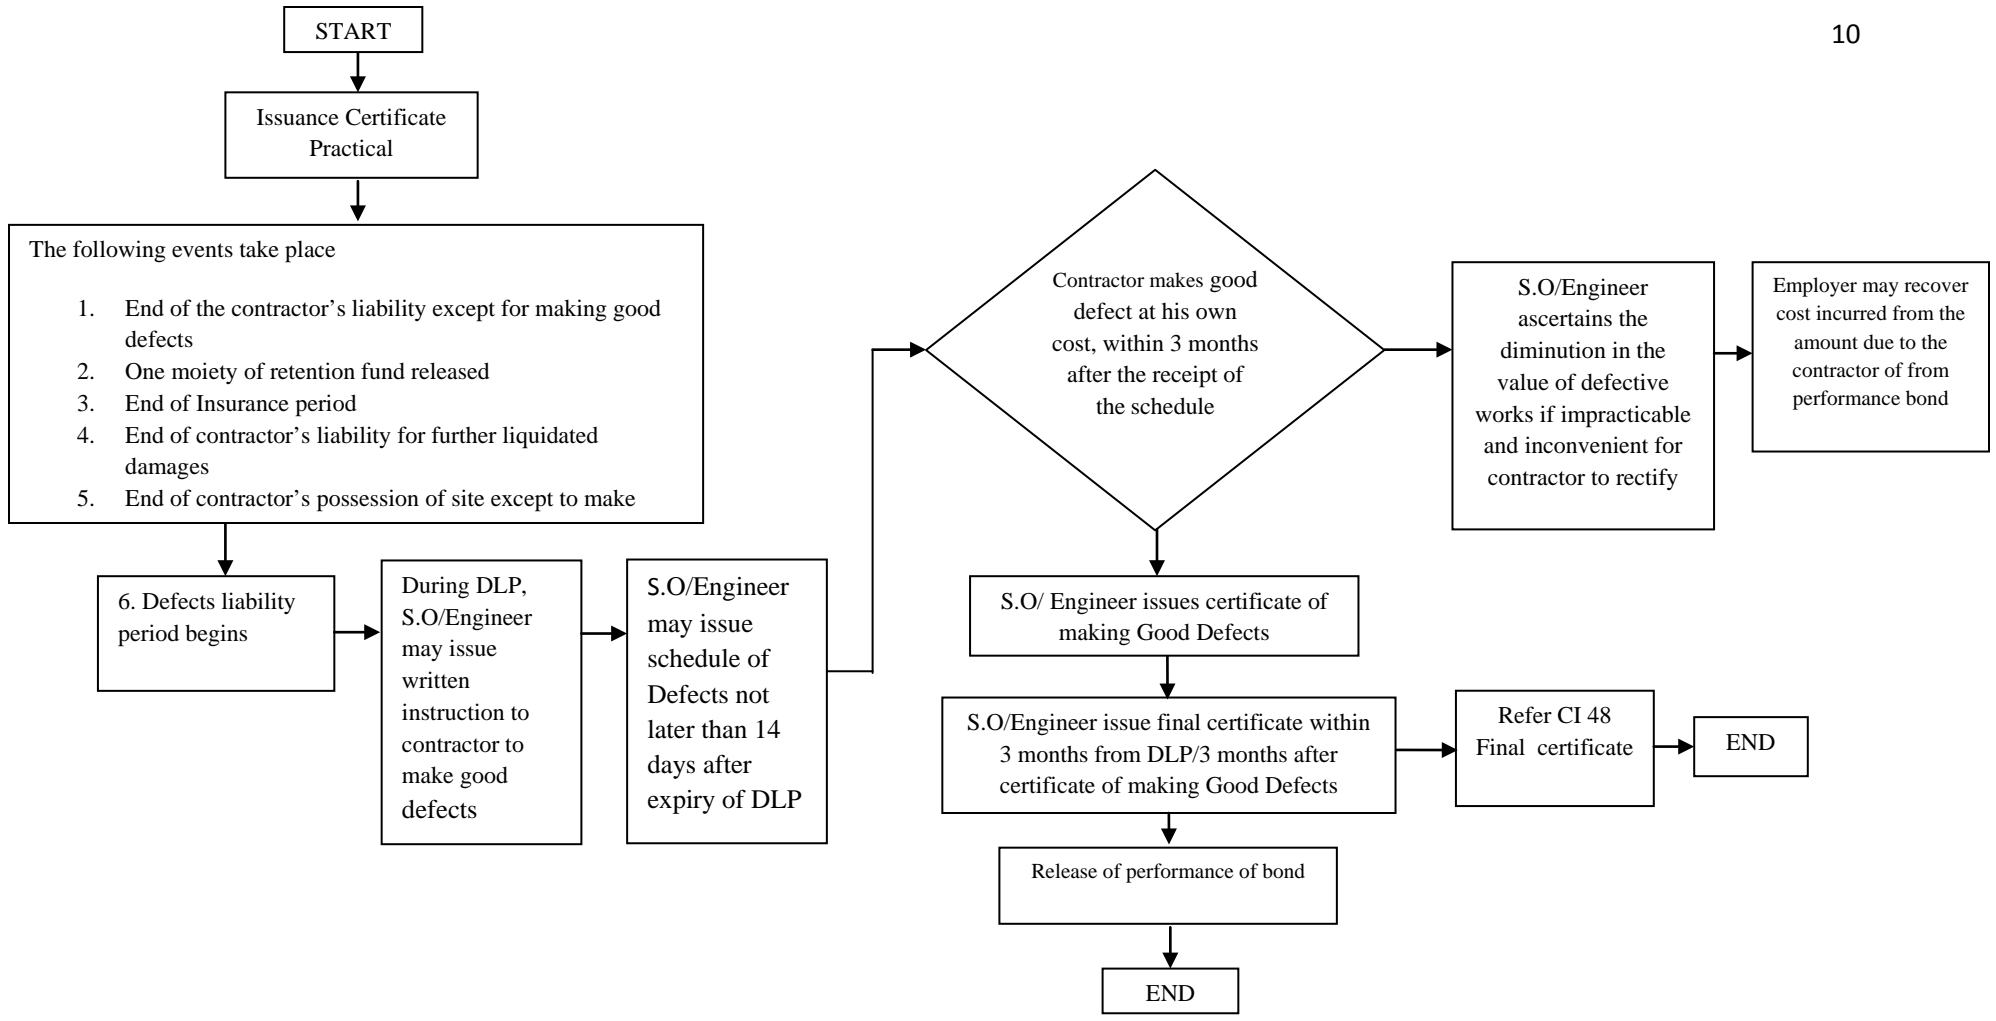 10
START
Issuance Certificate
Practical
The following events take place
1. End of the contractor’s liability except for making good
defects
2. One moiety of retention fund released
3. End of Insurance period
4. End of contractor’s liability for further liquidated
damages
5. End of contractor’s possession of site except to make
6. Defects liability
period begins
During DLP,
S.O/Engineer
may issue
written
instruction to
contractor to
make good
defects
S.O/Engineer
may issue
schedule of
Defects not
later than 14
days after
expiry of DLP
Contractor makes good
defect at his own
cost, within 3 months
after the receipt of
the schedule
S.O/Engineer
ascertains the
diminution in the
value of defective
works if impracticable
and inconvenient for
contractor to rectify
Employer may recover
cost incurred from the
amount due to the
contractor of from
performance bond
S.O/ Engineer issues certificate of
making Good Defects
S.O/Engineer issue final certificate within
3 months from DLP/3 months after
certificate of making Good Defects
Refer CI 48
Final certificate
END
Release of performance of bond
END